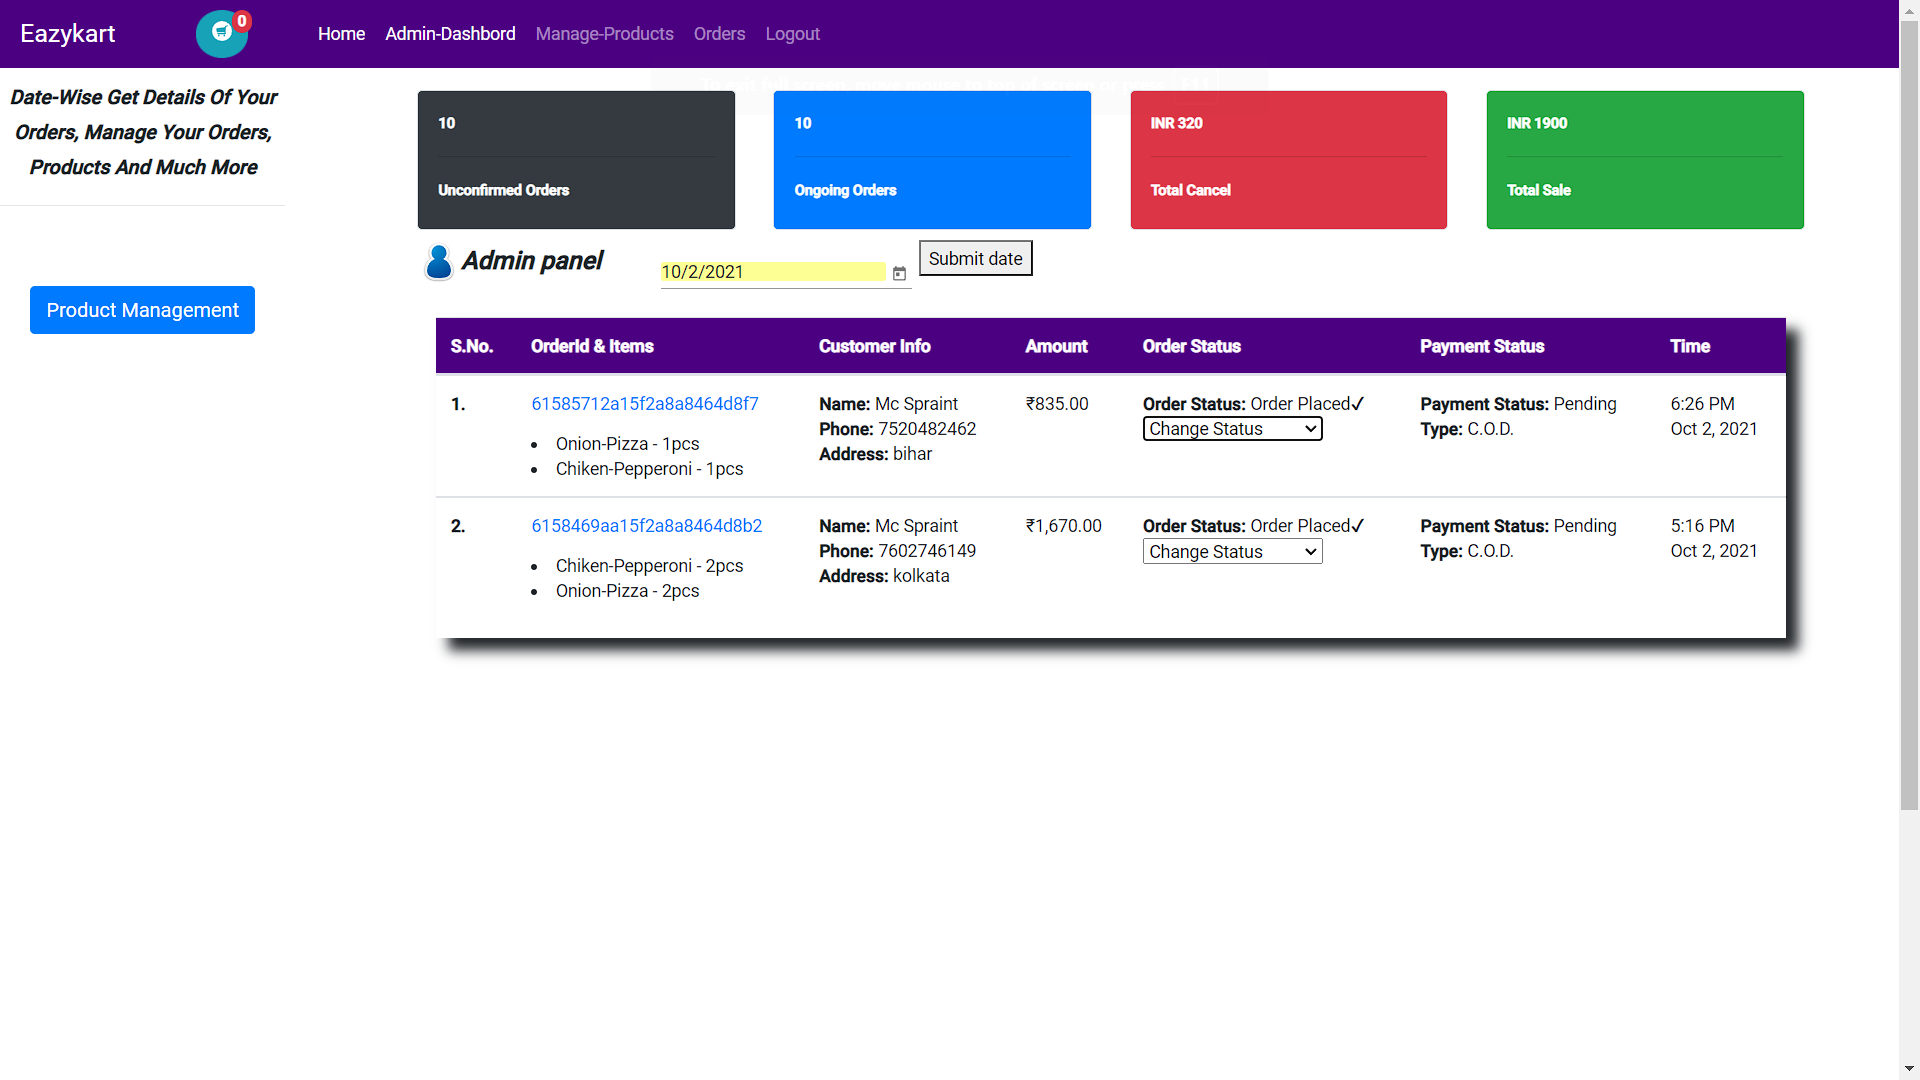 Eazykart
0
Home
Admin-Dashbord
Manage-Products
Orders
Logout
Date-Wise Get Details Of Your
Orders, Manage Your Orders,
Products And Much More
Product Management
10
Unconfirmed Orders
10
Ongoing Orders
INR 320
Total Cancel
INR 1900
Total Sale
Admin panel
10/2/2021
Submit date
S.No. OrderId & Items Customer Info Amount Order Status Payment Status Time
1. 61585712a15f2a8a8464d8f7 Name: Mc Spraint ₹835.00 Order Status: Order Placed✓ Payment Status: Pending 6:26 PM
Phone: 7520482462 Change Status Type: C.O.D. Oct 2, 2021
• Onion-Pizza - 1pcs Address: bihar
• Chiken-Pepperoni - 1pcs
2. 6158469aa15f2a8a8464d8b2 Name: Mc Spraint ₹1,670.00 Order Status: Order Placed✓ Payment Status: Pending 5:16 PM
Phone: 7602746149 Change Status Type: C.O.D. Oct 2, 2021
• Chiken-Pepperoni - 2pcs Address: kolkata
• Onion-Pizza - 2pcs